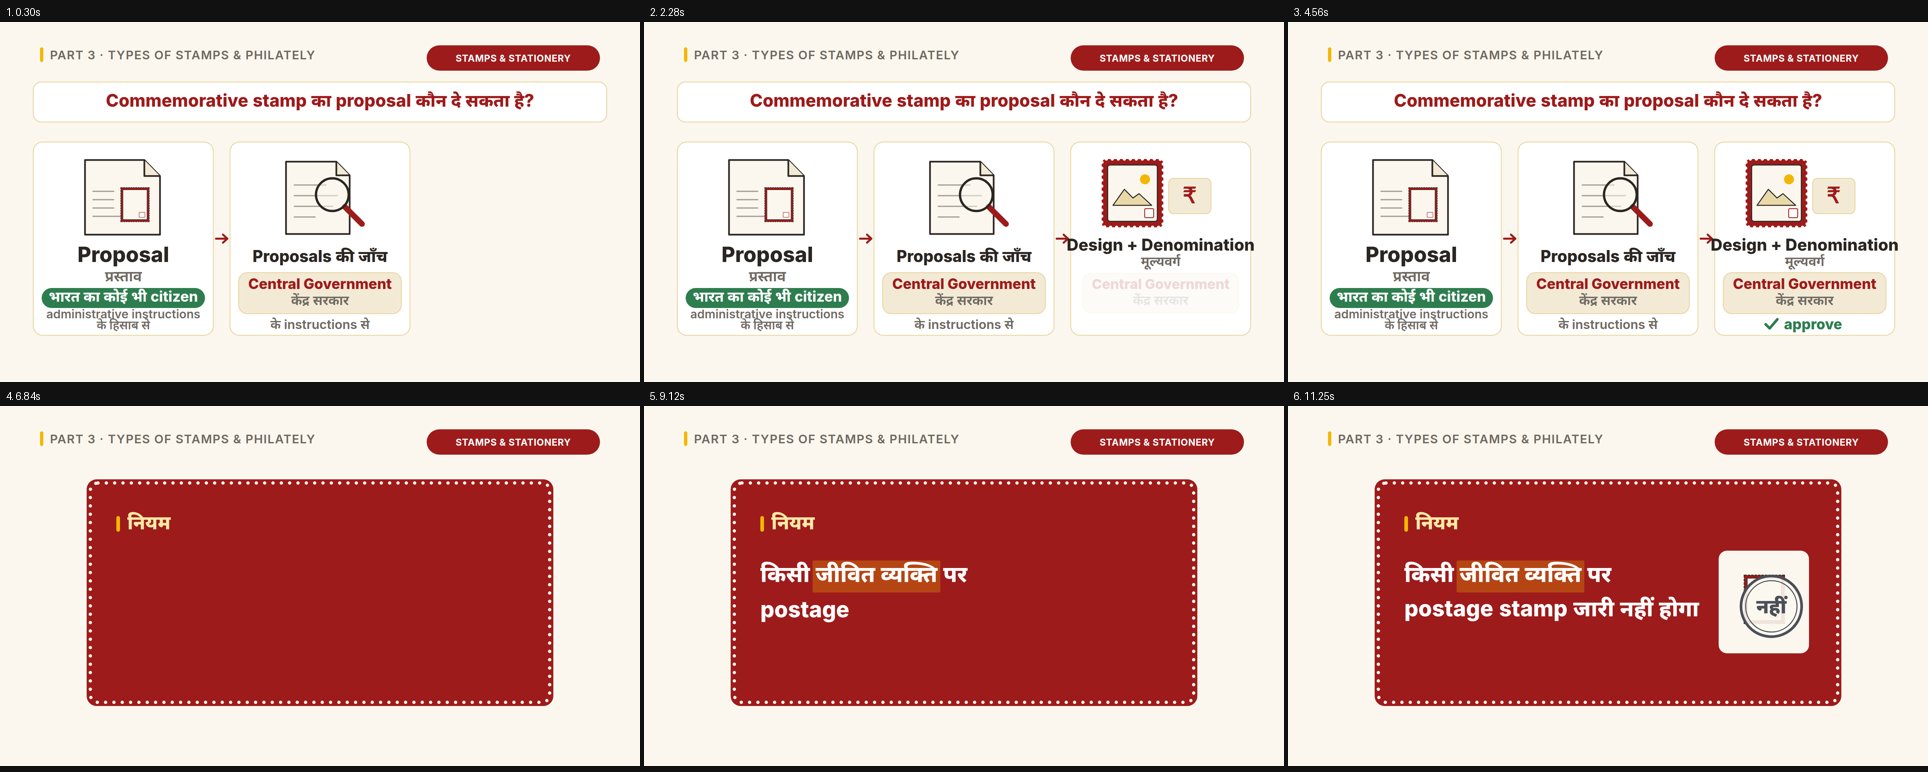 1. 0.30s
PART 3 · TYPES OF STAMPS & PHILATELY
STAMPS & STATIONERY
Commemorative stamp का proposal कौन दे सकता है?
Proposal
प्रस्ताव
भारत का कोई भी citizen
administrative instructions
के हिसाब से
Proposals की जाँच
Central Government
केंद्र सरकार
के instructions से
2. 2.28s
PART 3 · TYPES OF STAMPS & PHILATELY
STAMPS & STATIONERY
Commemorative stamp का proposal कौन दे सकता है?
Proposal
प्रस्ताव
भारत का कोई भी citizen
administrative instructions
के हिसाब से
Proposals की जाँच
Central Government
केंद्र सरकार
के instructions से
₹
Design + Denomination
मूल्यवर्ग
Central Government
केंद्र सरकार
3. 4.56s
PART 3 · TYPES OF STAMPS & PHILATELY
STAMPS & STATIONERY
Commemorative stamp का proposal कौन दे सकता है?
Proposal
प्रस्ताव
भारत का कोई भी citizen
administrative instructions
के हिसाब से
Proposals की जाँच
Central Government
केंद्र सरकार
के instructions से
₹
Design + Denomination
मूल्यवर्ग
Central Government
केंद्र सरकार
approve
4. 6.84s
PART 3 · TYPES OF STAMPS & PHILATELY
STAMPS & STATIONERY
नियम
5. 9.12s
PART 3 · TYPES OF STAMPS & PHILATELY
STAMPS & STATIONERY
नियम
किसी जीवित व्यक्ति पर
postage
6. 11.25s
PART 3 · TYPES OF STAMPS & PHILATELY
STAMPS & STATIONERY
नियम
किसी जीवित व्यक्ति पर
postage stamp जारी नहीं होगा
नहीं